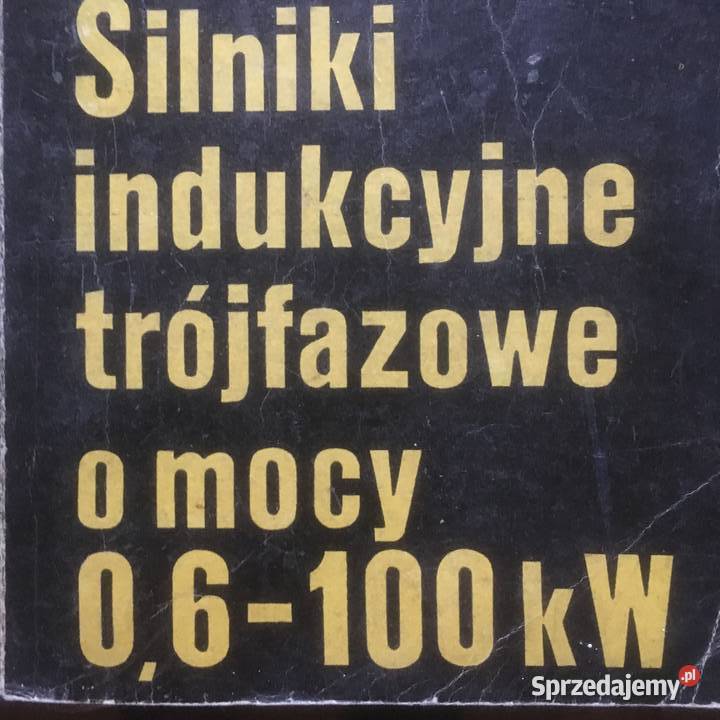 Silniki
indukcyjne
trójfazowe
o mocy
0,6-100 kW
Sprzedajemy.pl